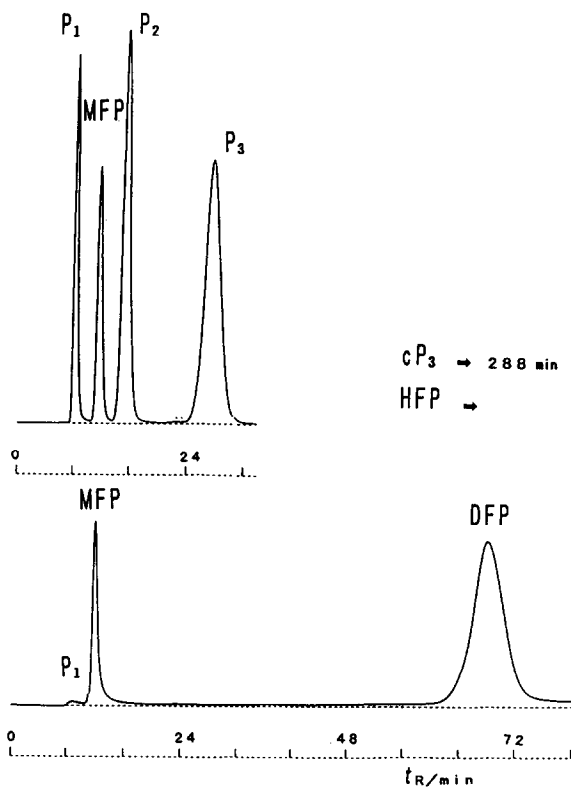 P₁ P₂
MFP
P₃
cP₃ → 288 min
HFP →
0 24
MFP DFP
P₁
0 24 48 72
tR/min